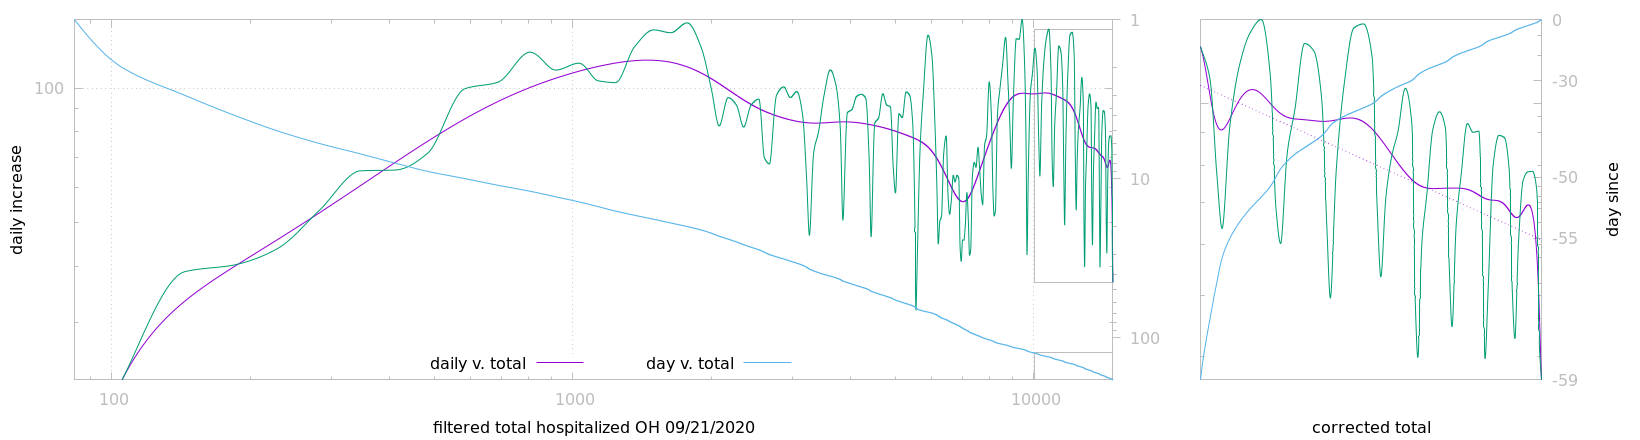 daily increase
100
daily v. total
day v. total
100
1000
10000
filtered total hospitalized OH 09/21/2020
1
10
100
0
-30
-50
-55
-59
day since
corrected total